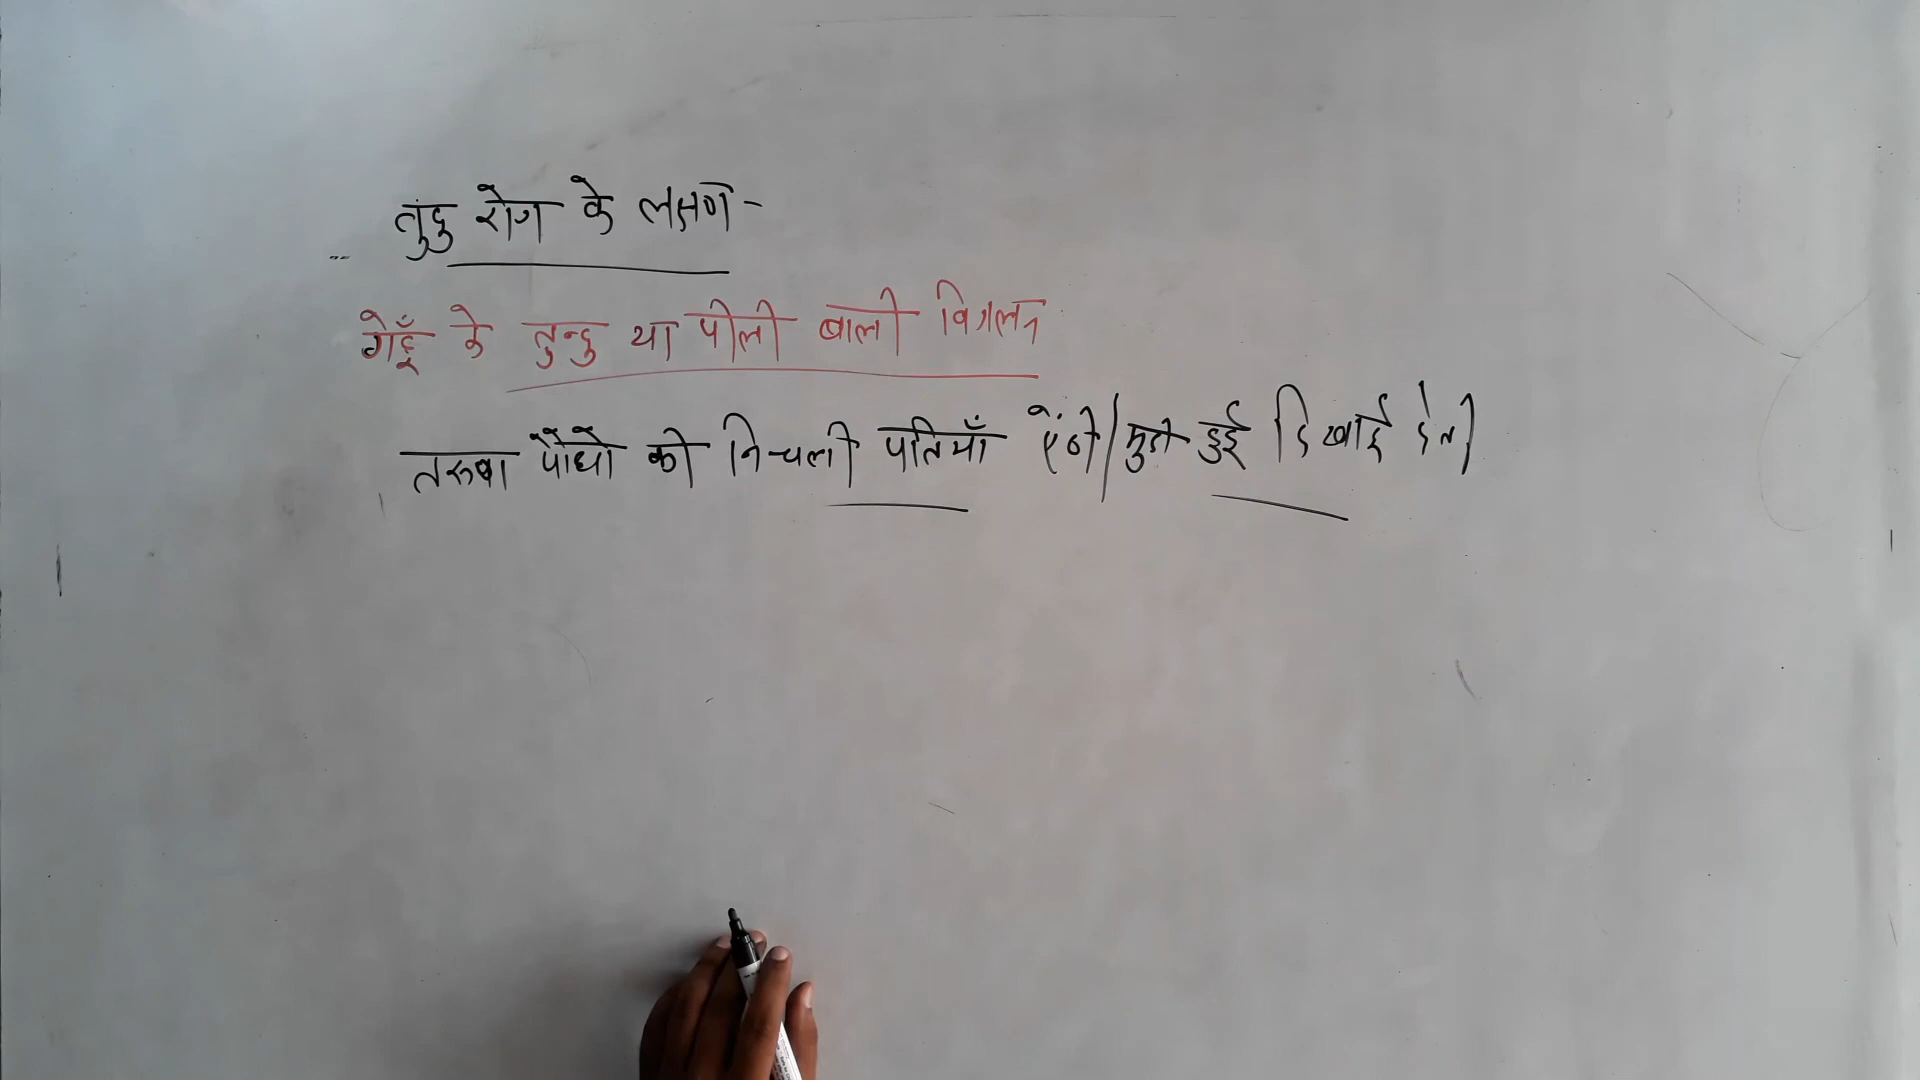 तुंदु रोग के लक्षण -
गेहूँ के तुन्दु या पीली बाली विगलन
तरुण पौधों की निचली पतियाँ ऐंठी/मुड़ी हुई दिखाई देती